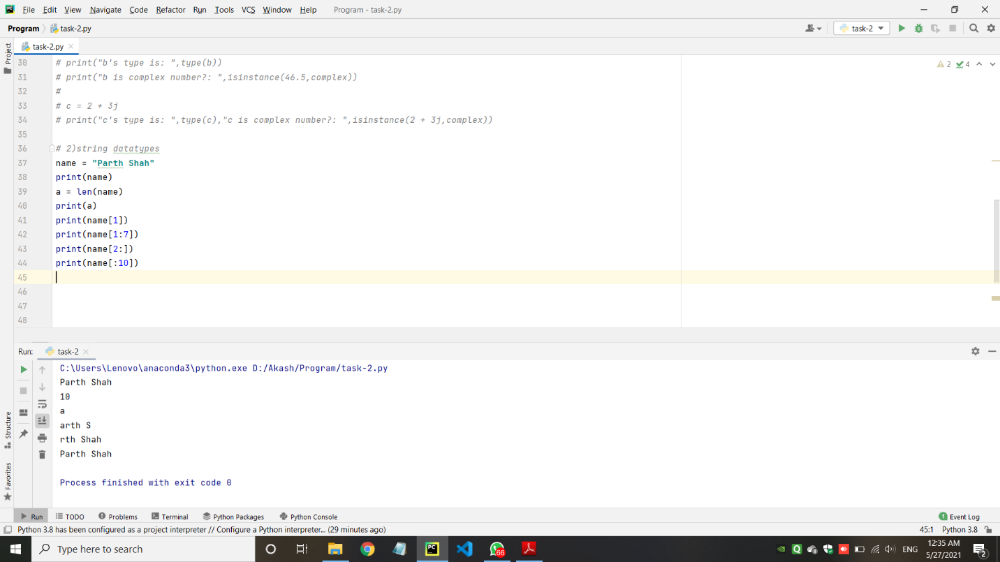 File Edit View Navigate Code Refactor Run Tools VCS Window Help Program - task-2.py
Program task-2.py task-2
Project task-2.py
30 # print("b's type is: ",type(b)) 2 4
31 # print("b is complex number?: ",isinstance(46.5,complex))
32 #
33 # c = 2 + 3j
34 # print("c's type is: ",type(c),"c is complex number?: ",isinstance(2 + 3j,complex))
35
36 # 2)string datatypes
37 name = "Parth Shah"
38 print(name)
39 a = len(name)
40 print(a)
41 print(name[1])
42 print(name[1:7])
43 print(name[2:])
44 print(name[:10])
45
46
47
48
Run: task-2
C:\Users\Lenovo\anaconda3\python.exe D:/Akash/Program/task-2.py
Parth Shah
10
a
arth S
rth Shah
Parth Shah
Process finished with exit code 0
Structure
Favorites
Run TODO Problems Terminal Python Packages Python Console 1 Event Log
Python 3.8 has been configured as a project interpreter // Configure a Python interpreter... (29 minutes ago) 45:1 Python 3.8
Type here to search PC 66 ENG 12:35 AM
5/27/2021 2